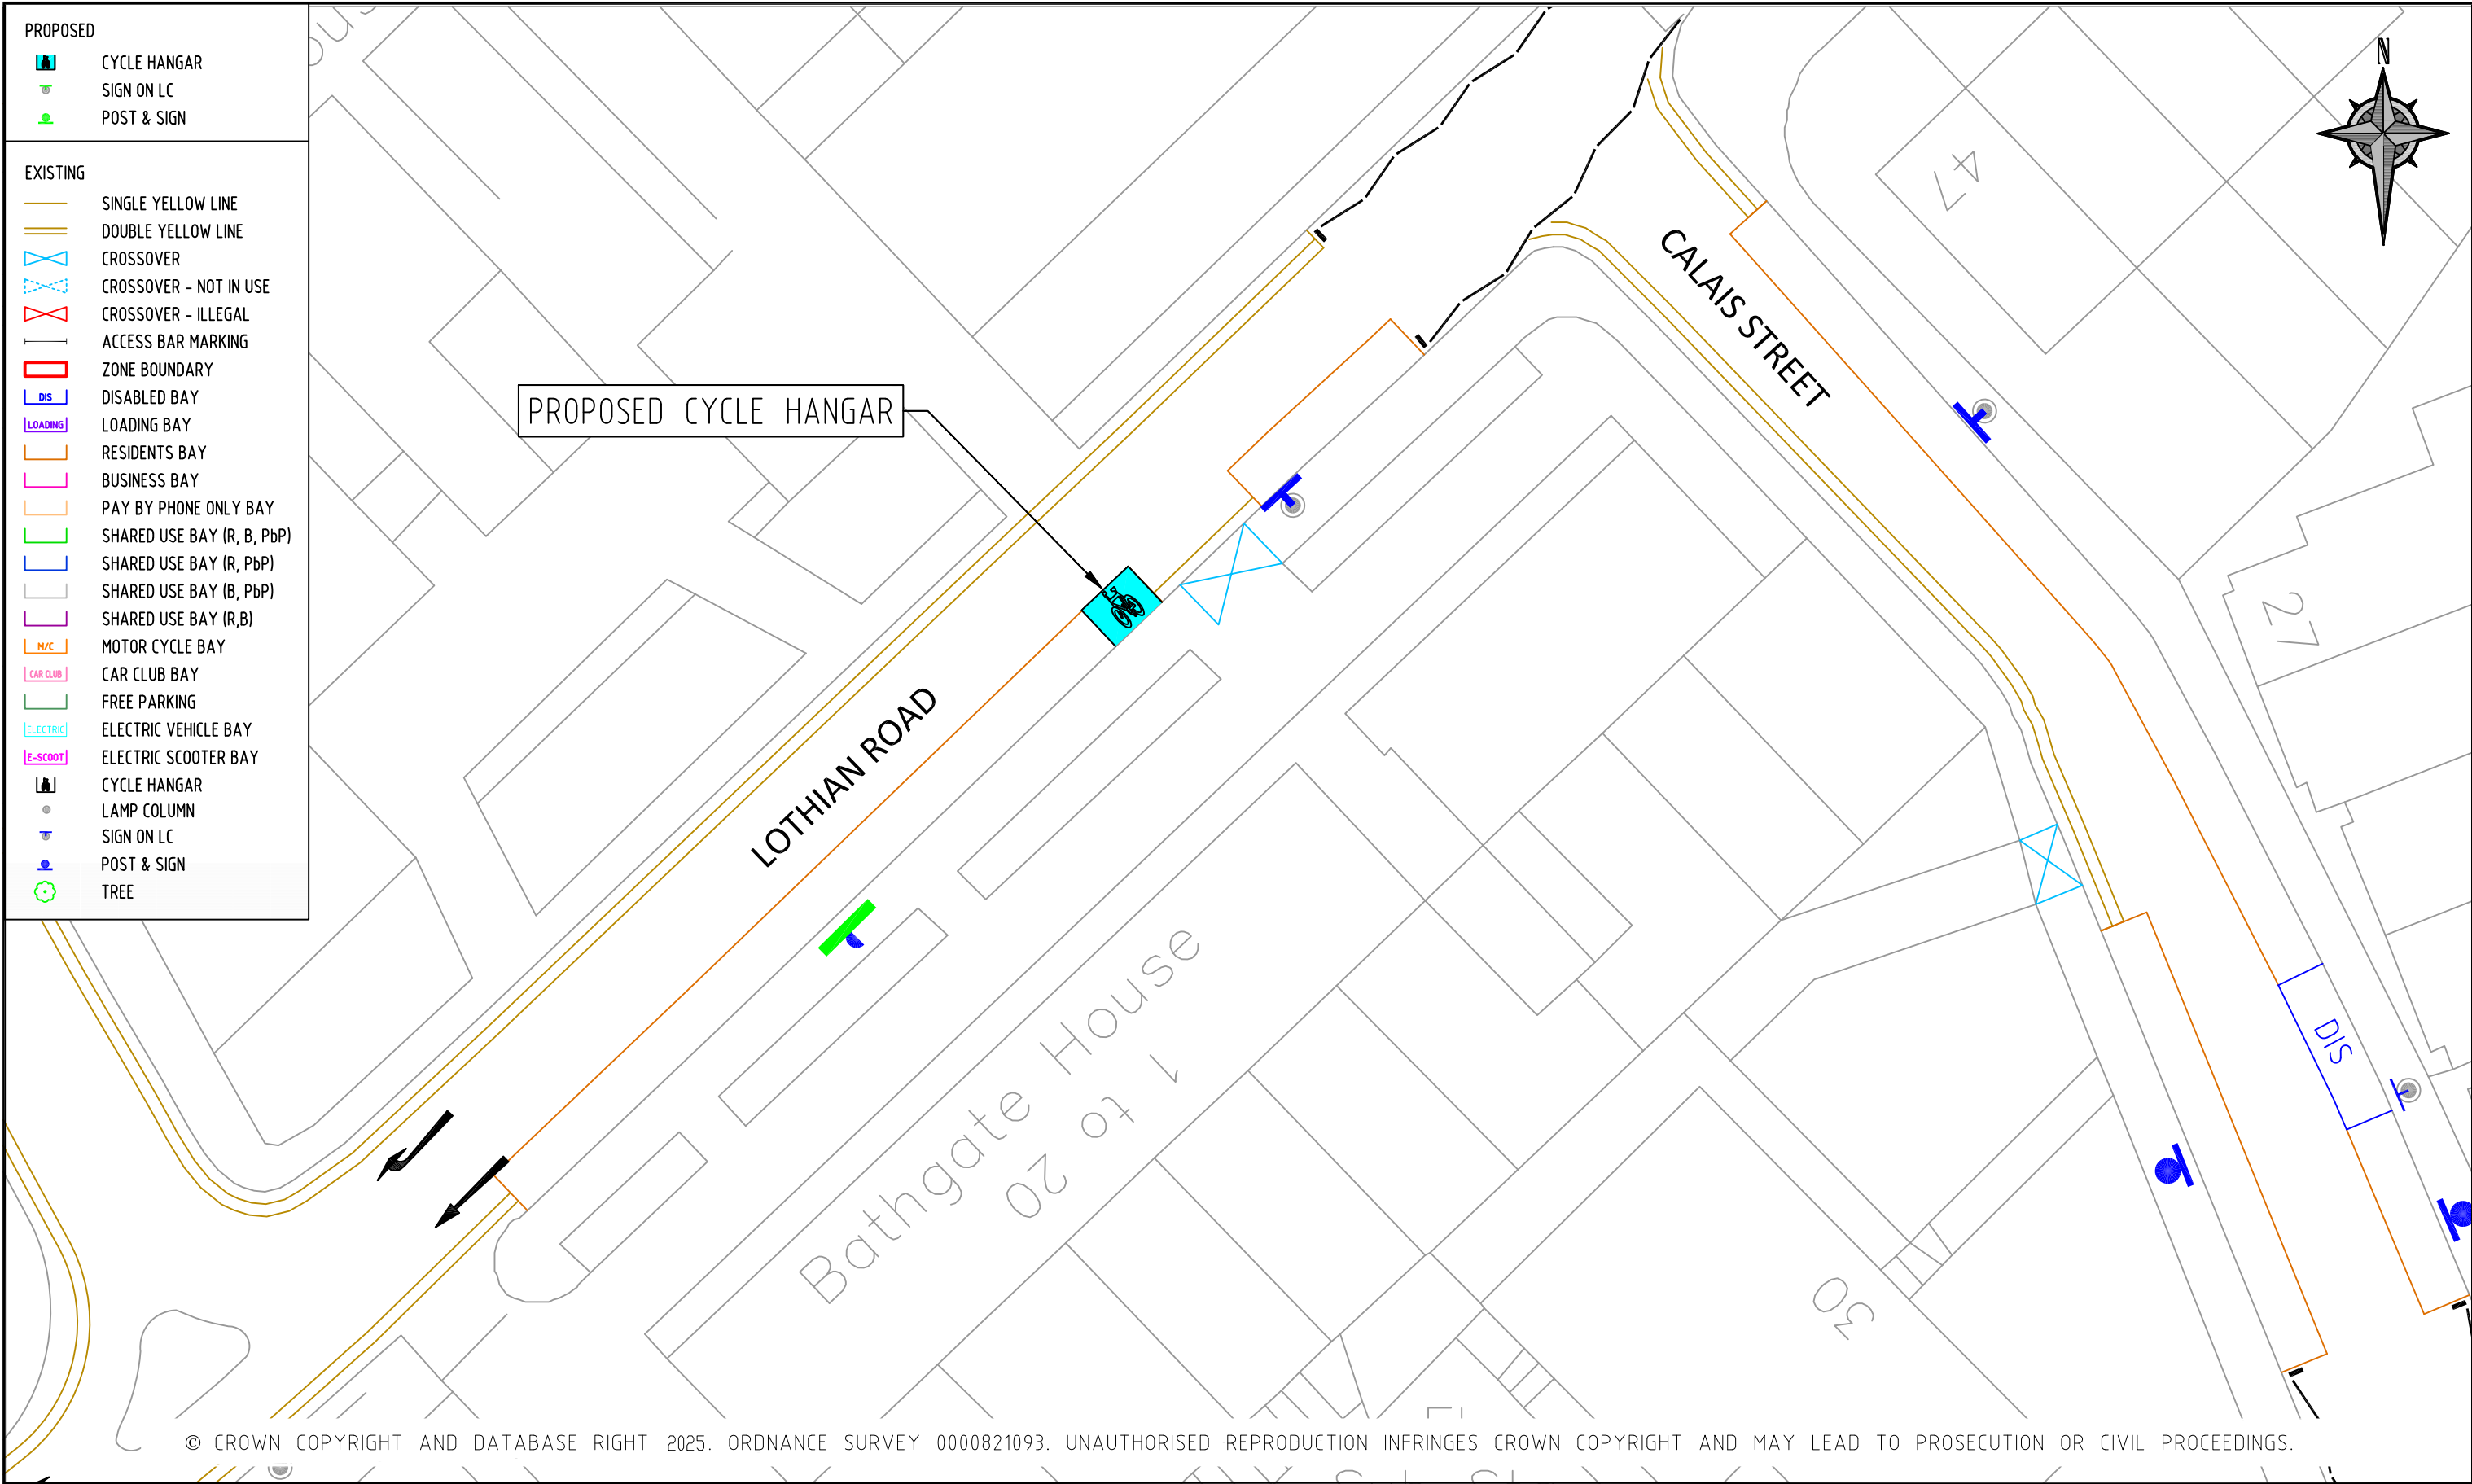 PROPOSED
CYCLE HANGAR
SIGN ON LC
POST & SIGN
EXISTING
SINGLE YELLOW LINE
DOUBLE YELLOW LINE
CROSSOVER
CROSSOVER - NOT IN USE
CROSSOVER - ILLEGAL
ACCESS BAR MARKING
ZONE BOUNDARY
DIS DISABLED BAY
LOADING LOADING BAY
RESIDENTS BAY
BUSINESS BAY
PAY BY PHONE ONLY BAY
SHARED USE BAY (R, B, PbP)
SHARED USE BAY (R, PbP)
SHARED USE BAY (B, PbP)
SHARED USE BAY (R,B)
M/C MOTOR CYCLE BAY
CAR CLUB CAR CLUB BAY
FREE PARKING
ELECTRIC ELECTRIC VEHICLE BAY
E-SCOOT ELECTRIC SCOOTER BAY
CYCLE HANGAR
LAMP COLUMN
SIGN ON LC
POST & SIGN
TREE
N
47
CALAIS STREET
PROPOSED CYCLE HANGAR
27
LOTHIAN ROAD
Bathgate House
1 to 20
DIS
30
© CROWN COPYRIGHT AND DATABASE RIGHT 2025. ORDNANCE SURVEY 0000821093. UNAUTHORISED REPRODUCTION INFRINGES CROWN COPYRIGHT AND MAY LEAD TO PROSECUTION OR CIVIL PROCEEDINGS.